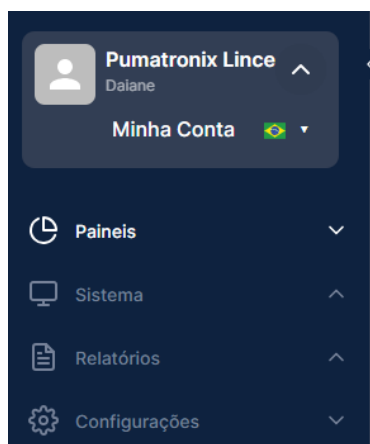 Pumatronix Lince
Daiane
Minha Conta
Paineis
Sistema
Relatórios
Configurações